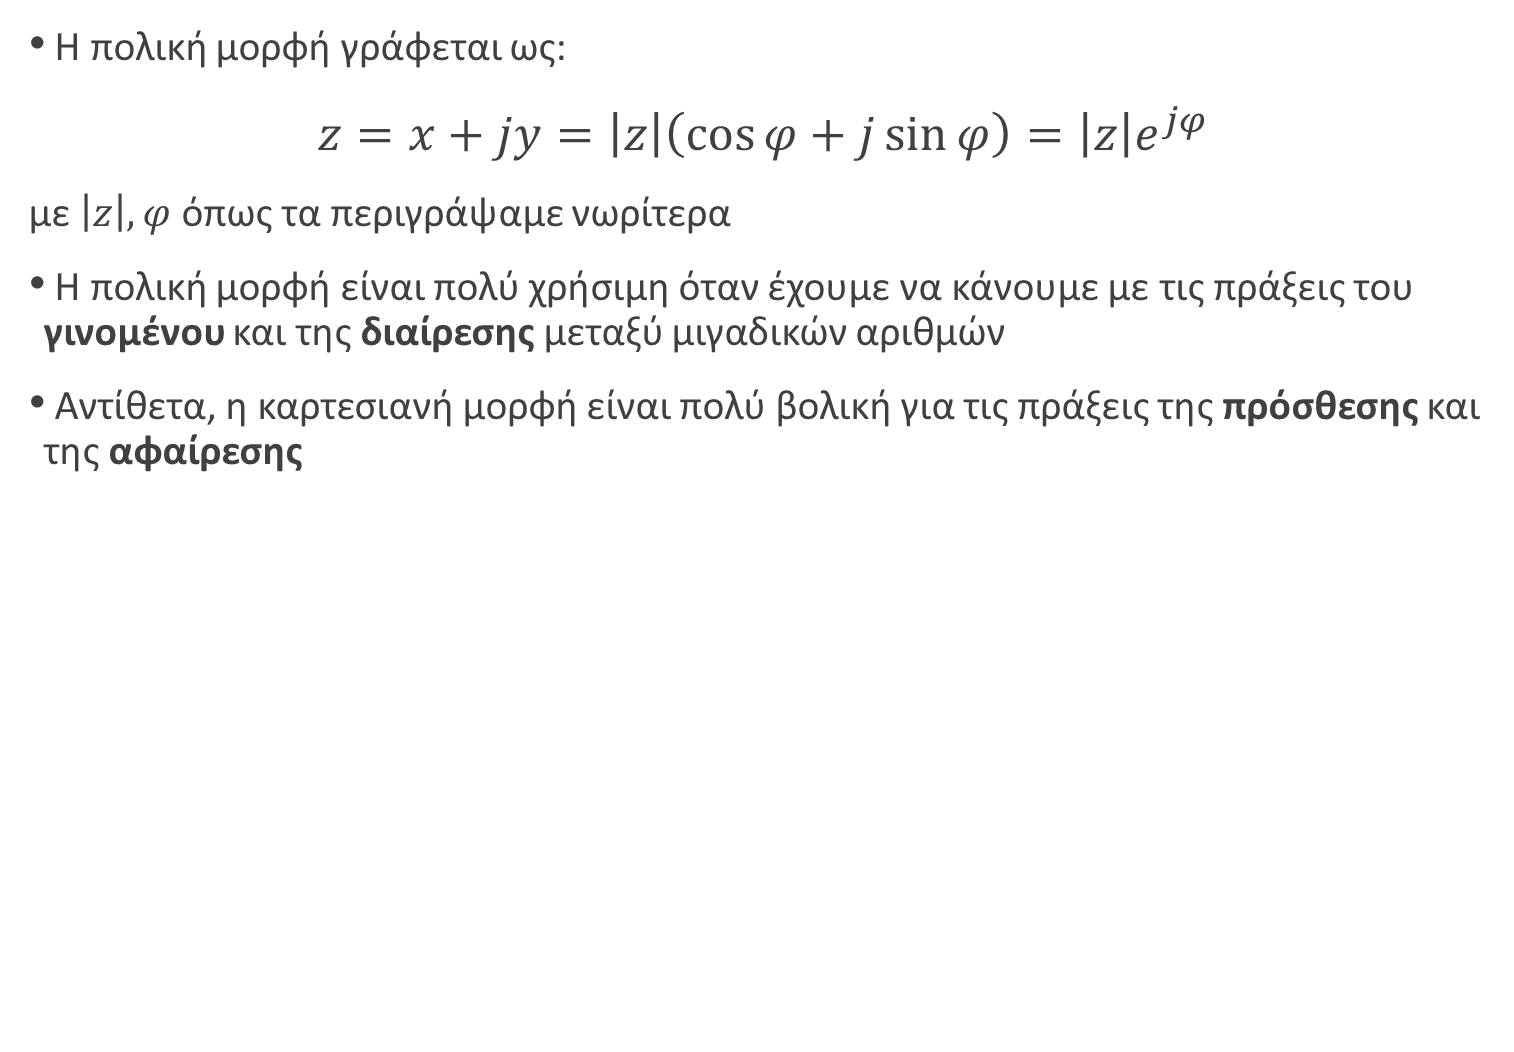 • Η πολική μορφή γράφεται ως:
z = x + jy = |z|(cos φ + j sin φ) = |z|e^{jφ}
με |z|, φ όπως τα περιγράψαμε νωρίτερα
• Η πολική μορφή είναι πολύ χρήσιμη όταν έχουμε να κάνουμε με τις πράξεις του
γινομένου και της διαίρεσης μεταξύ μιγαδικών αριθμών
• Αντίθετα, η καρτεσιανή μορφή είναι πολύ βολική για τις πράξεις της πρόσθεσης και
της αφαίρεσης